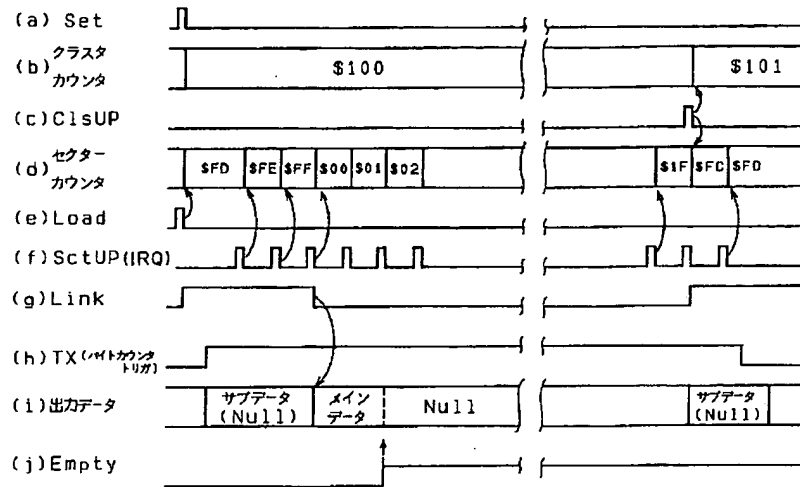 (a) Set
(b) クラスタ
カウンタ
$100
$101
(c) ClsUP
(d) セクター
カウンタ
$FD $FE $FF $00 $01 $02 $1F $FC $FD
(e) Load
(f) SctUP(IRQ)
(g) Link
(h) TX (バイトカウンタ
トリガ)
(i) 出力データ
サブデータ
(Null)
メイン
データ
Null
サブデータ
(Null)
(j) Empty